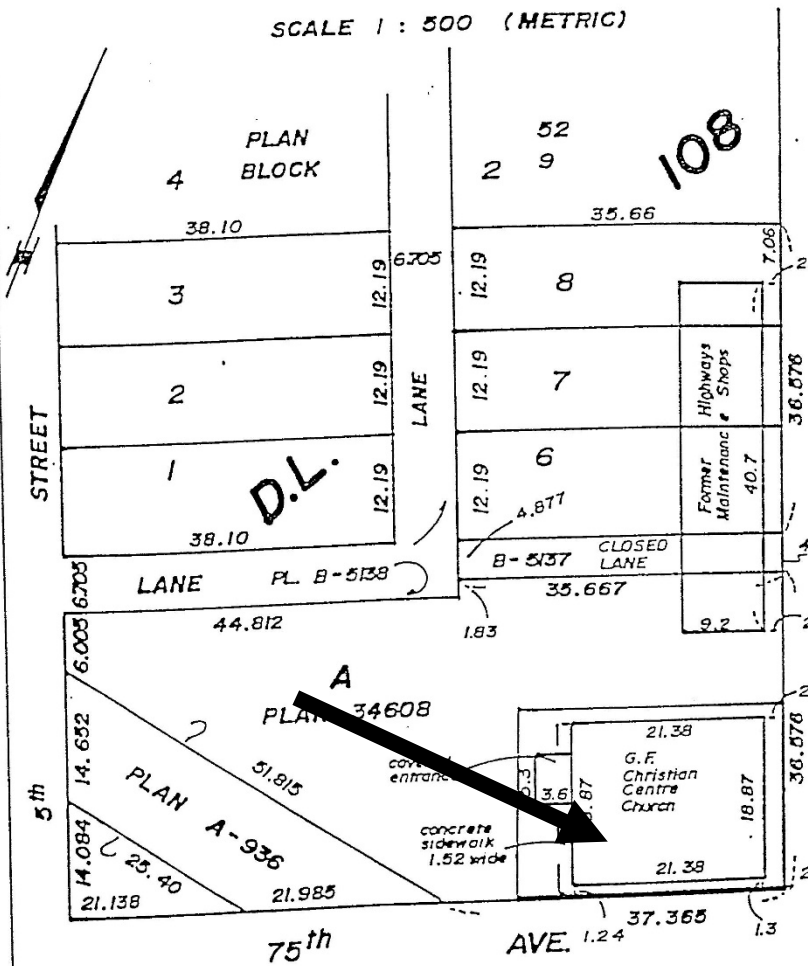 SCALE 1 : 500 (METRIC)
PLAN
BLOCK
52
9
2
108
4
38.10
35.66
7.06
6.705
12.19
12.19
3
8
2
12.19
12.19
2
7
Highways
Former
Maintenance Shops
36.576
40.7
STREET
LANE
1
D.L.
12.19
12.19
6
4.877
38.10
B-5137
CLOSED
LANE
LANE
PL. B-5138
35.667
6.705
44.812
1.83
9.2
6.005
A
PLAN 34608
2
21.38
36.576
14.652
51.815
entrance
3.6
G.F.
Christian
Centre
Church
18.87
PLAN A-936
concrete
sidewalk
1.52 wide
5th
14.084
25.40
21.38
2
21.138
21.985
37.365
1.24
1.3
75th
AVE.